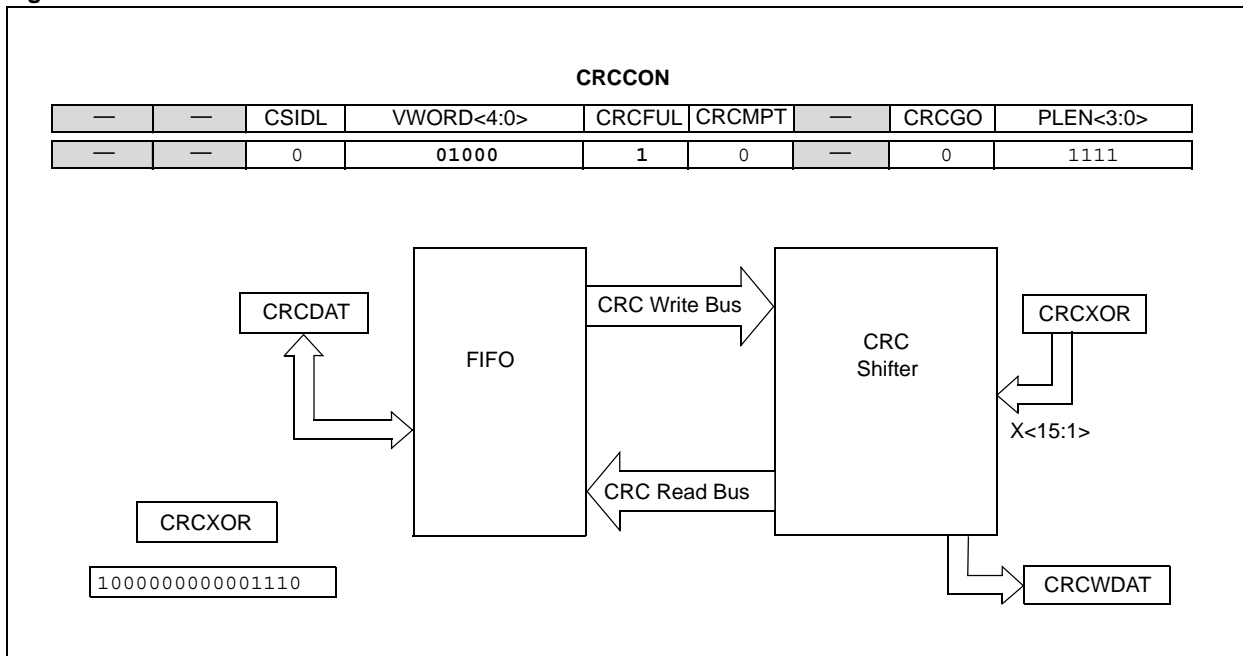 CRCCON
— — CSIDL VWORD<4:0> CRCFUL CRCMPT — CRCGO PLEN<3:0>
— — 0 01000 1 0 — 0 1111
CRCDAT
FIFO
CRC Write Bus
CRC
Shifter
CRCXOR
X<15:1>
CRC Read Bus
CRCXOR
1000000000001110
CRCWDAT